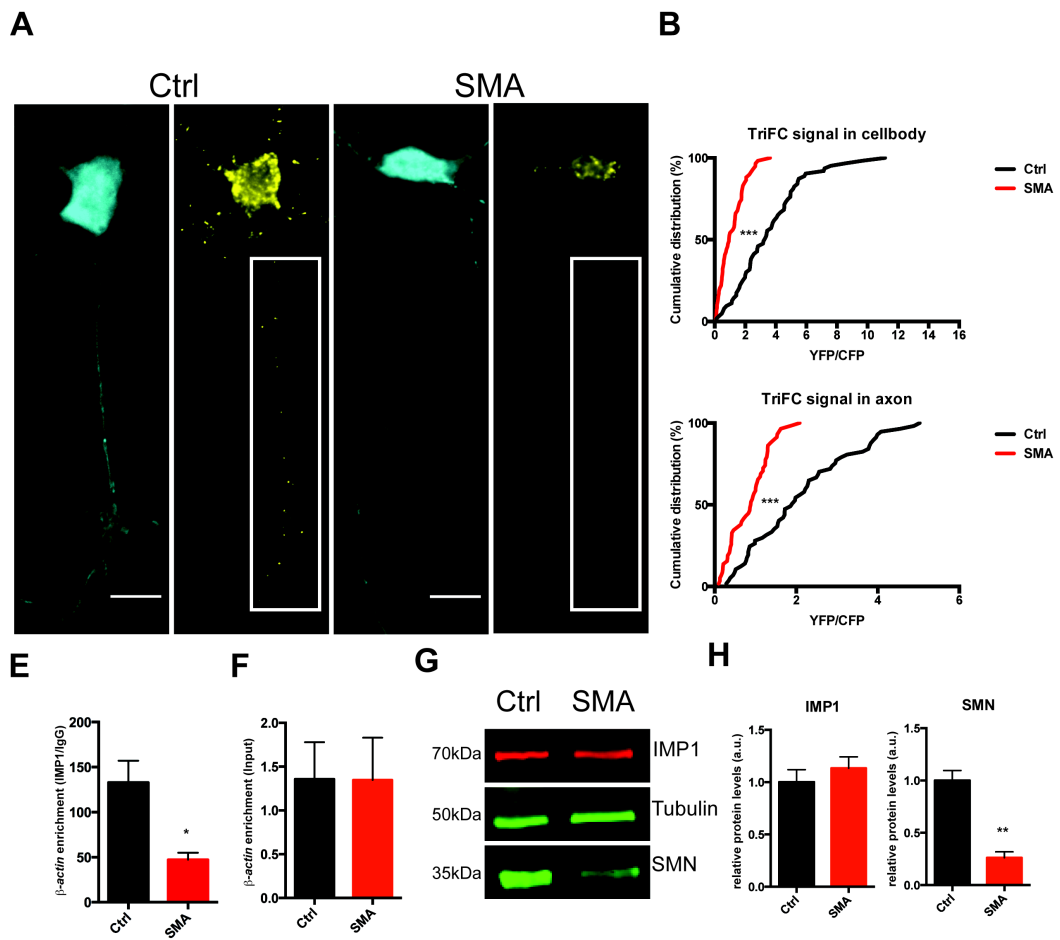 A
Ctrl
SMA
B
TriFC signal in cellbody
Cumulative distribution (%)
100
50
0
0 2 4 6 8 10 12 14 16
YFP/CFP
***
Ctrl
SMA
TriFC signal in axon
Cumulative distribution (%)
100
50
0
0 2 4 6
YFP/CFP
***
Ctrl
SMA
E
β-actin enrichment (IMP1/IgG)
200
150
100
50
0
*
Ctrl
SMA
F
β-actin enrichment (Input)
2.0
1.5
1.0
0.5
0.0
Ctrl
SMA
G
Ctrl SMA
70kDa IMP1
50kDa Tubulin
35kDa SMN
H
IMP1
relative protein levels (a.u.)
1.5
1.0
0.5
0.0
Ctrl
SMA
SMN
relative protein levels (a.u.)
1.5
1.0
0.5
0.0
**
Ctrl
SMA